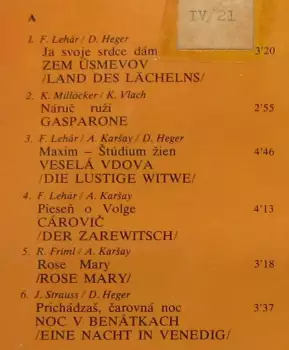 IV/21
A
1. F. Lehár / D. Heger
Ja svoje srdce dám 3'20
ZEM ÚSMEVOV
/LAND DES LÄCHELNS/
2. K. Millöcker / K. Vlach
Náruč ruží 2'55
GASPARONE
3. F. Lehár / A. Karšay / D. Heger
Maxim – Štúdium žien 4'46
VESELÁ VDOVA
/DIE LUSTIGE WITWE/
4. F. Lehár / A. Karšay
Pieseň o Volge 4'13
CÁROVIČ
/DER ZAREWITSCH/
5. R. Friml / A. Karšay
Rose Mary 3'18
/ROSE MARY/
6. J. Strauss / D. Heger
Prichádzaš, čarovná noc 3'37
NOC V BENÁTKACH
/EINE NACHT IN VENEDIG/